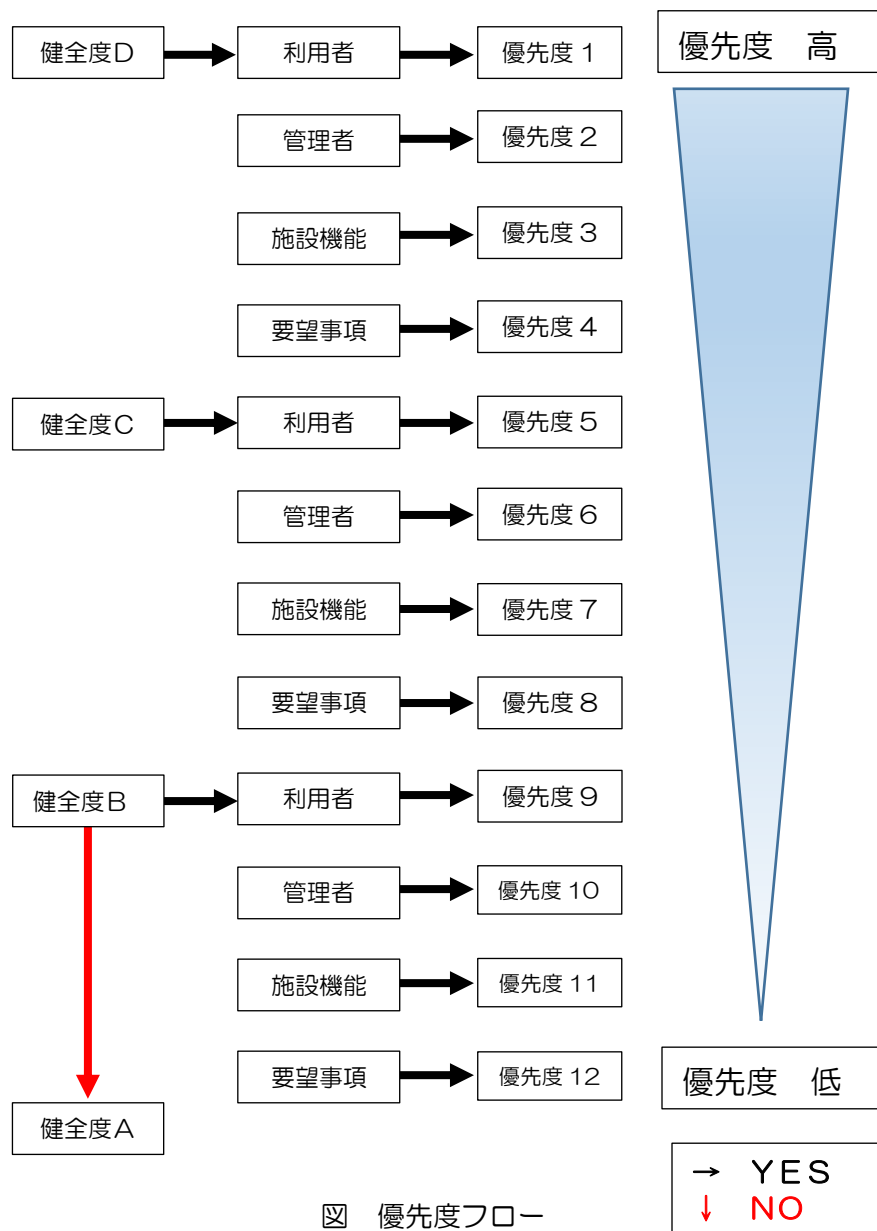 健全度D
利用者
優先度1
優先度 高
管理者
優先度2
施設機能
優先度3
要望事項
優先度4
健全度C
利用者
優先度5
管理者
優先度6
施設機能
優先度7
要望事項
優先度8
健全度B
利用者
優先度9
管理者
優先度10
施設機能
優先度11
要望事項
優先度12
優先度 低
健全度A
→ YES
↓ NO
図 優先度フロー